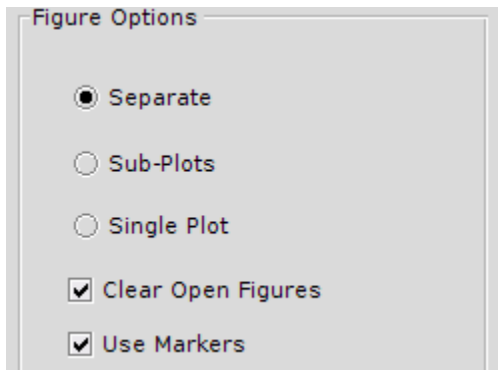 Figure Options
Separate
Sub-Plots
Single Plot
Clear Open Figures
Use Markers